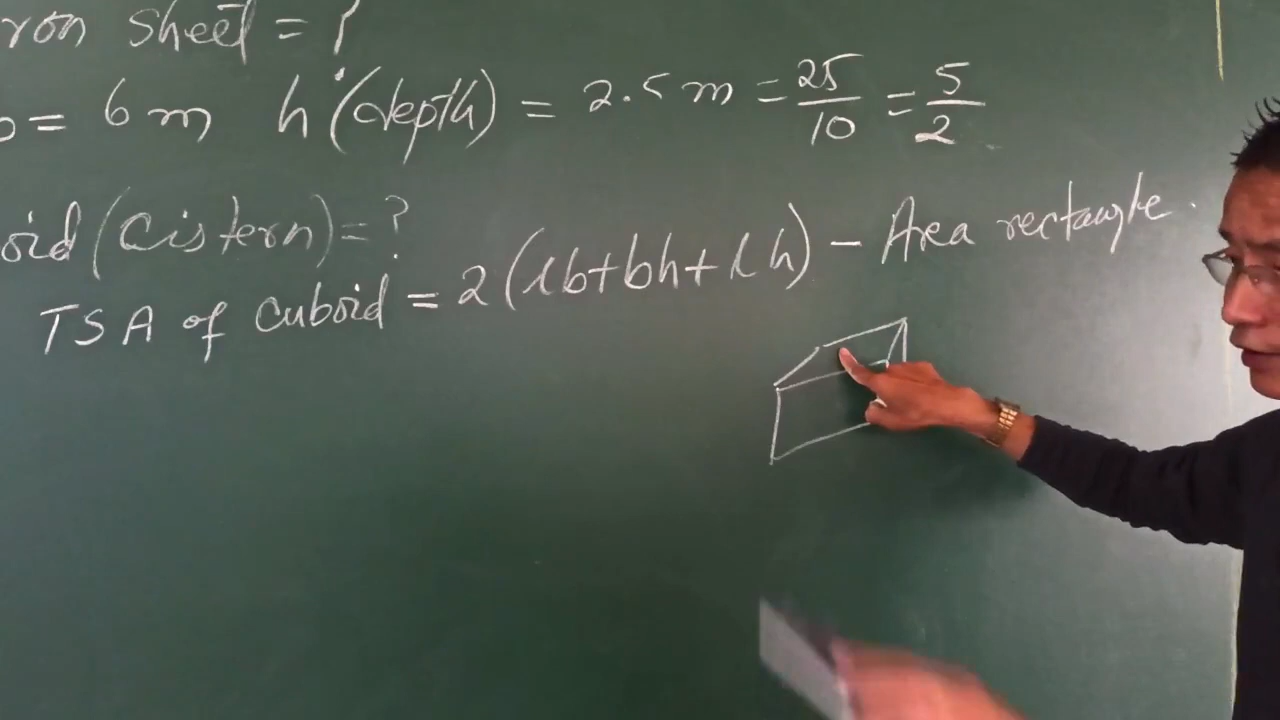 ron sheet = ?
b = 6 m h (depth) = 2.5 m = 25/10 = 5/2
oid (Cistern) = ?
TSA of Cuboid = 2 (lb+bh+lh) - Area rectangle.